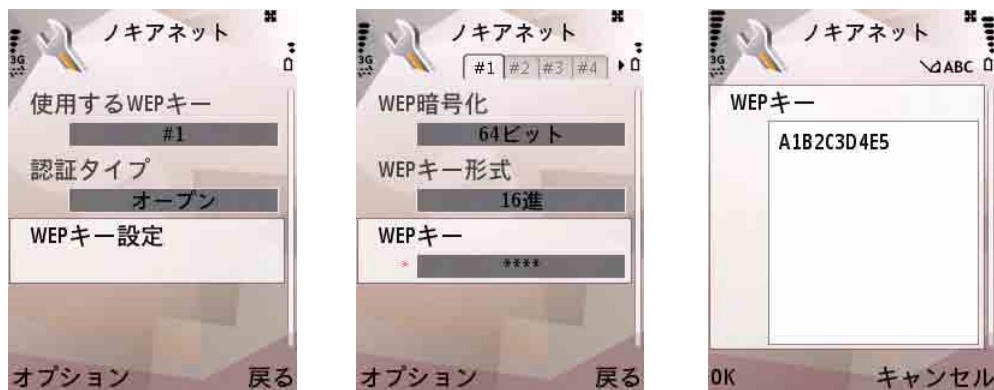 ノキアネット
3G
使用するWEPキー
#1
認証タイプ
オープン
WEPキー設定
オプション 戻る
ノキアネット
3G
#1 #2 #3 #4
WEP暗号化
64ビット
WEPキー形式
16進
WEPキー
* ****
オプション 戻る
ノキアネット
3G
ABC
WEPキー
A1B2C3D4E5
OK キャンセル